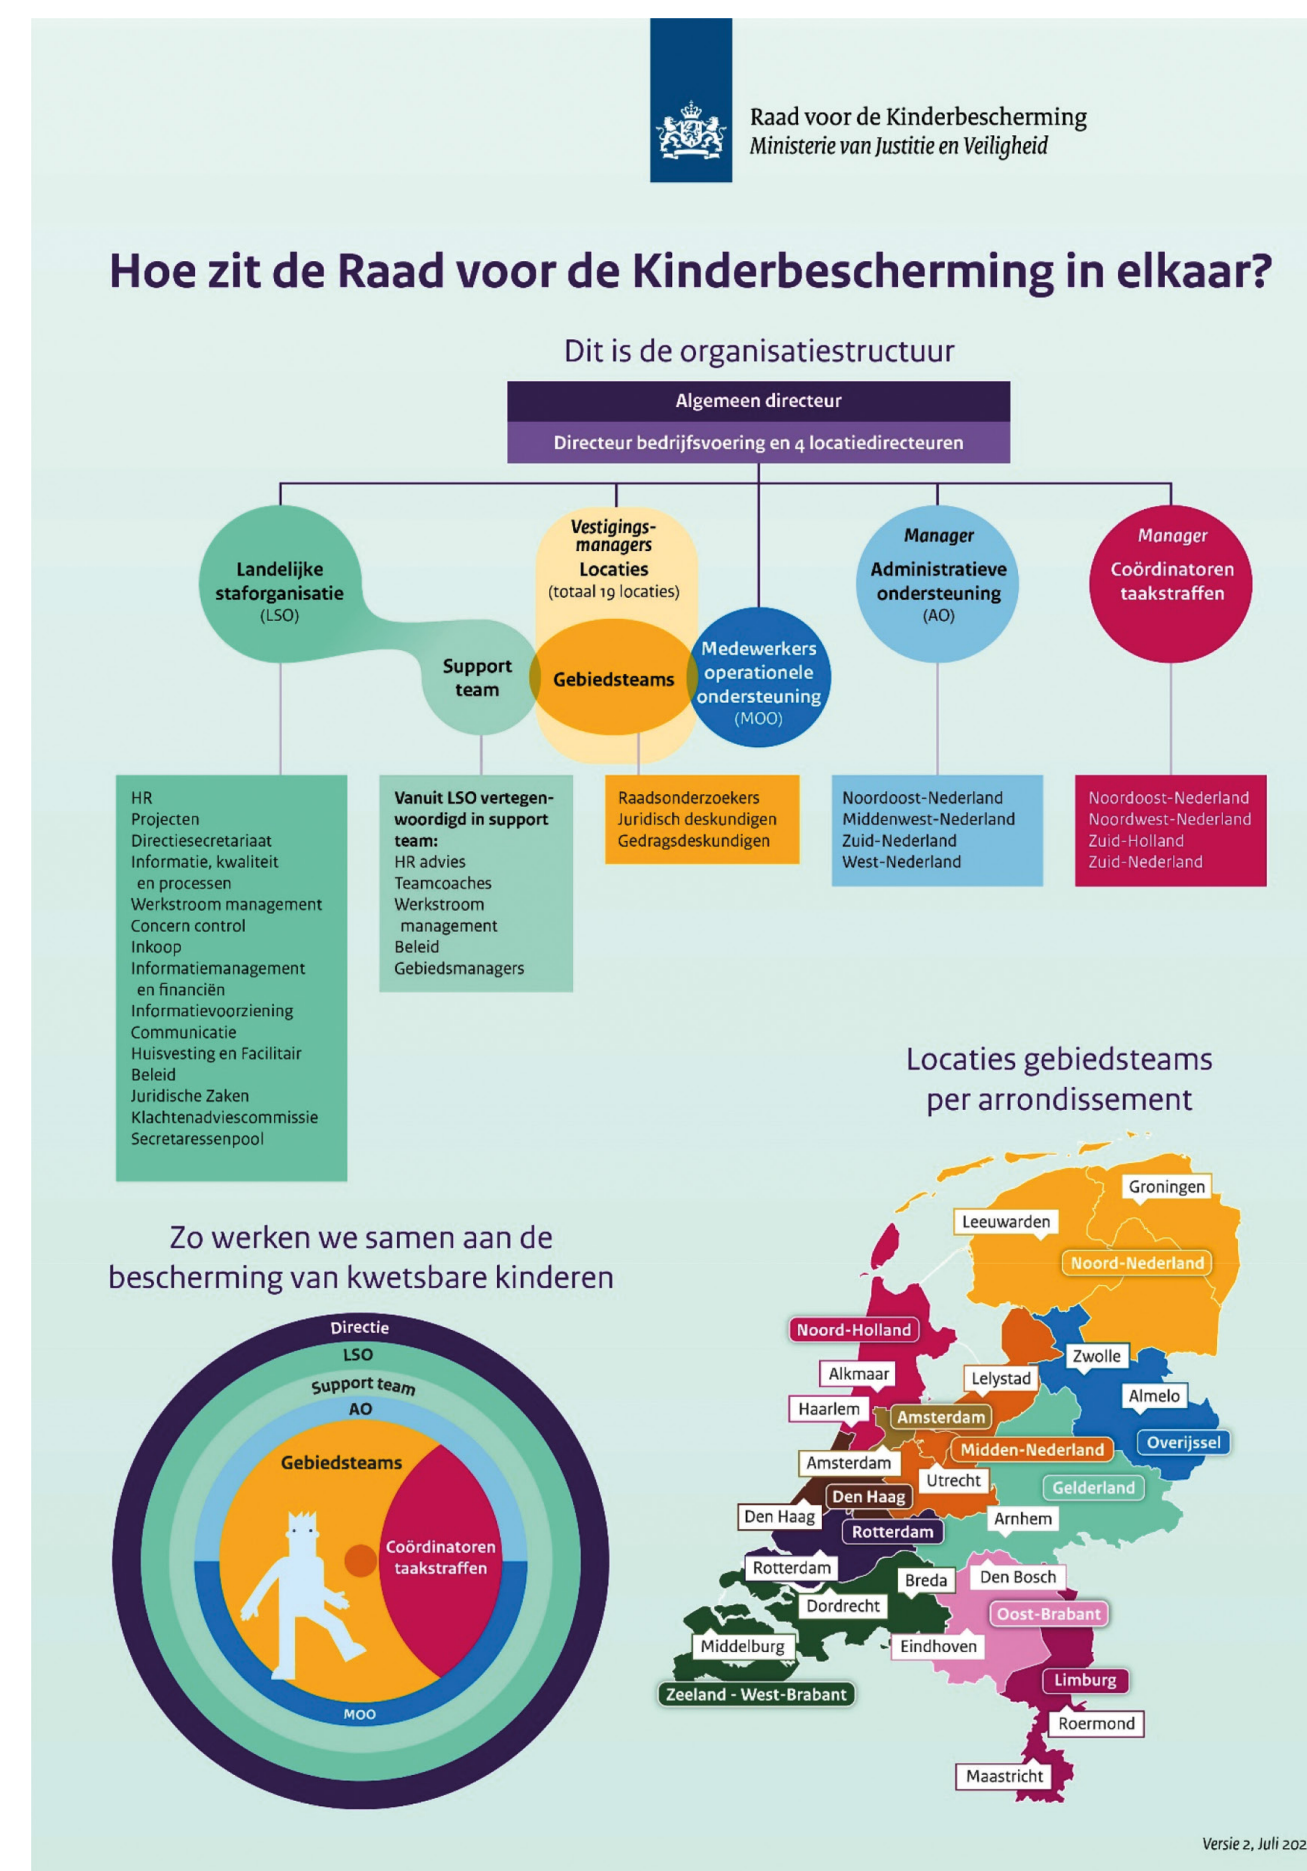 Raad voor de Kinderbescherming
Ministerie van Justitie en Veiligheid
Hoe zit de Raad voor de Kinderbescherming in elkaar?
Dit is de organisatiestructuur
Algemeen directeur
Directeur bedrijfsvoering en 4 locatiedirecteuren
Landelijke
staforganisatie
(LSO)
Support
team
Vestigings-
managers
Locaties
(totaal 19 locaties)
Gebiedsteams
Medewerkers
operationele
ondersteuning
(MOO)
Manager
Administratieve
ondersteuning
(AO)
Manager
Coördinatoren
taakstraffen
HR
Projecten
Directiesecretariaat
Informatie, kwaliteit
en processen
Werkstroom management
Concern control
Inkoop
Informatiemanagement
en financiën
Informatievoorziening
Communicatie
Huisvesting en Facilitair
Beleid
Juridische Zaken
Klachtenadviescommissie
Secretaressenpool
Vanuit LSO vertegen-
woordigd in support
team:
HR advies
Teamcoaches
Werkstroom
management
Beleid
Gebiedsmanagers
Raadsonderzoekers
Juridisch deskundigen
Gedragsdeskundigen
Noordoost-Nederland
Middenwest-Nederland
Zuid-Nederland
West-Nederland
Noordoost-Nederland
Noordwest-Nederland
Zuid-Holland
Zuid-Nederland
Zo werken we samen aan de
bescherming van kwetsbare kinderen
Directie
LSO
Support team
AO
Gebiedsteams
Coördinatoren
taakstraffen
MOO
Locaties gebiedsteams
per arrondissement
Groningen
Leeuwarden
Noord-Nederland
Noord-Holland
Zwolle
Alkmaar
Lelystad
Almelo
Haarlem
Amsterdam
Overijssel
Midden-Nederland
Amsterdam
Utrecht
Gelderland
Den Haag
Den Haag
Arnhem
Rotterdam
Rotterdam
Den Bosch
Breda
Dordrecht
Oost-Brabant
Middelburg
Eindhoven
Limburg
Zeeland - West-Brabant
Roermond
Maastricht
Versie 2, Juli 202